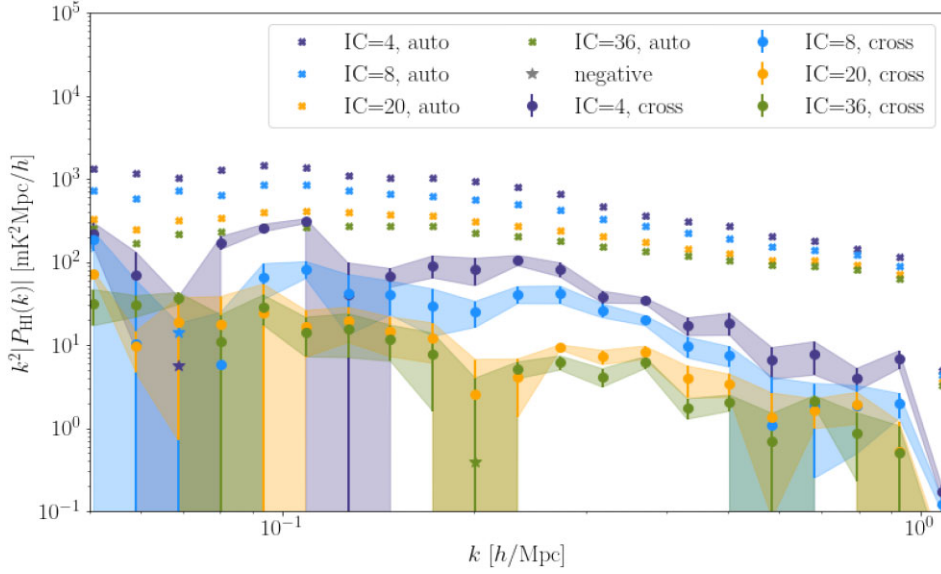 10^5
10^4
10^3
10^2
10^1
10^0
10^{-1}
k^2|P_{HI}(k)| [mK^2Mpc/h]
IC=4, auto
IC=8, auto
IC=20, auto
IC=36, auto
negative
IC=4, cross
IC=8, cross
IC=20, cross
IC=36, cross
10^{-1}
10^0
k [h/Mpc]